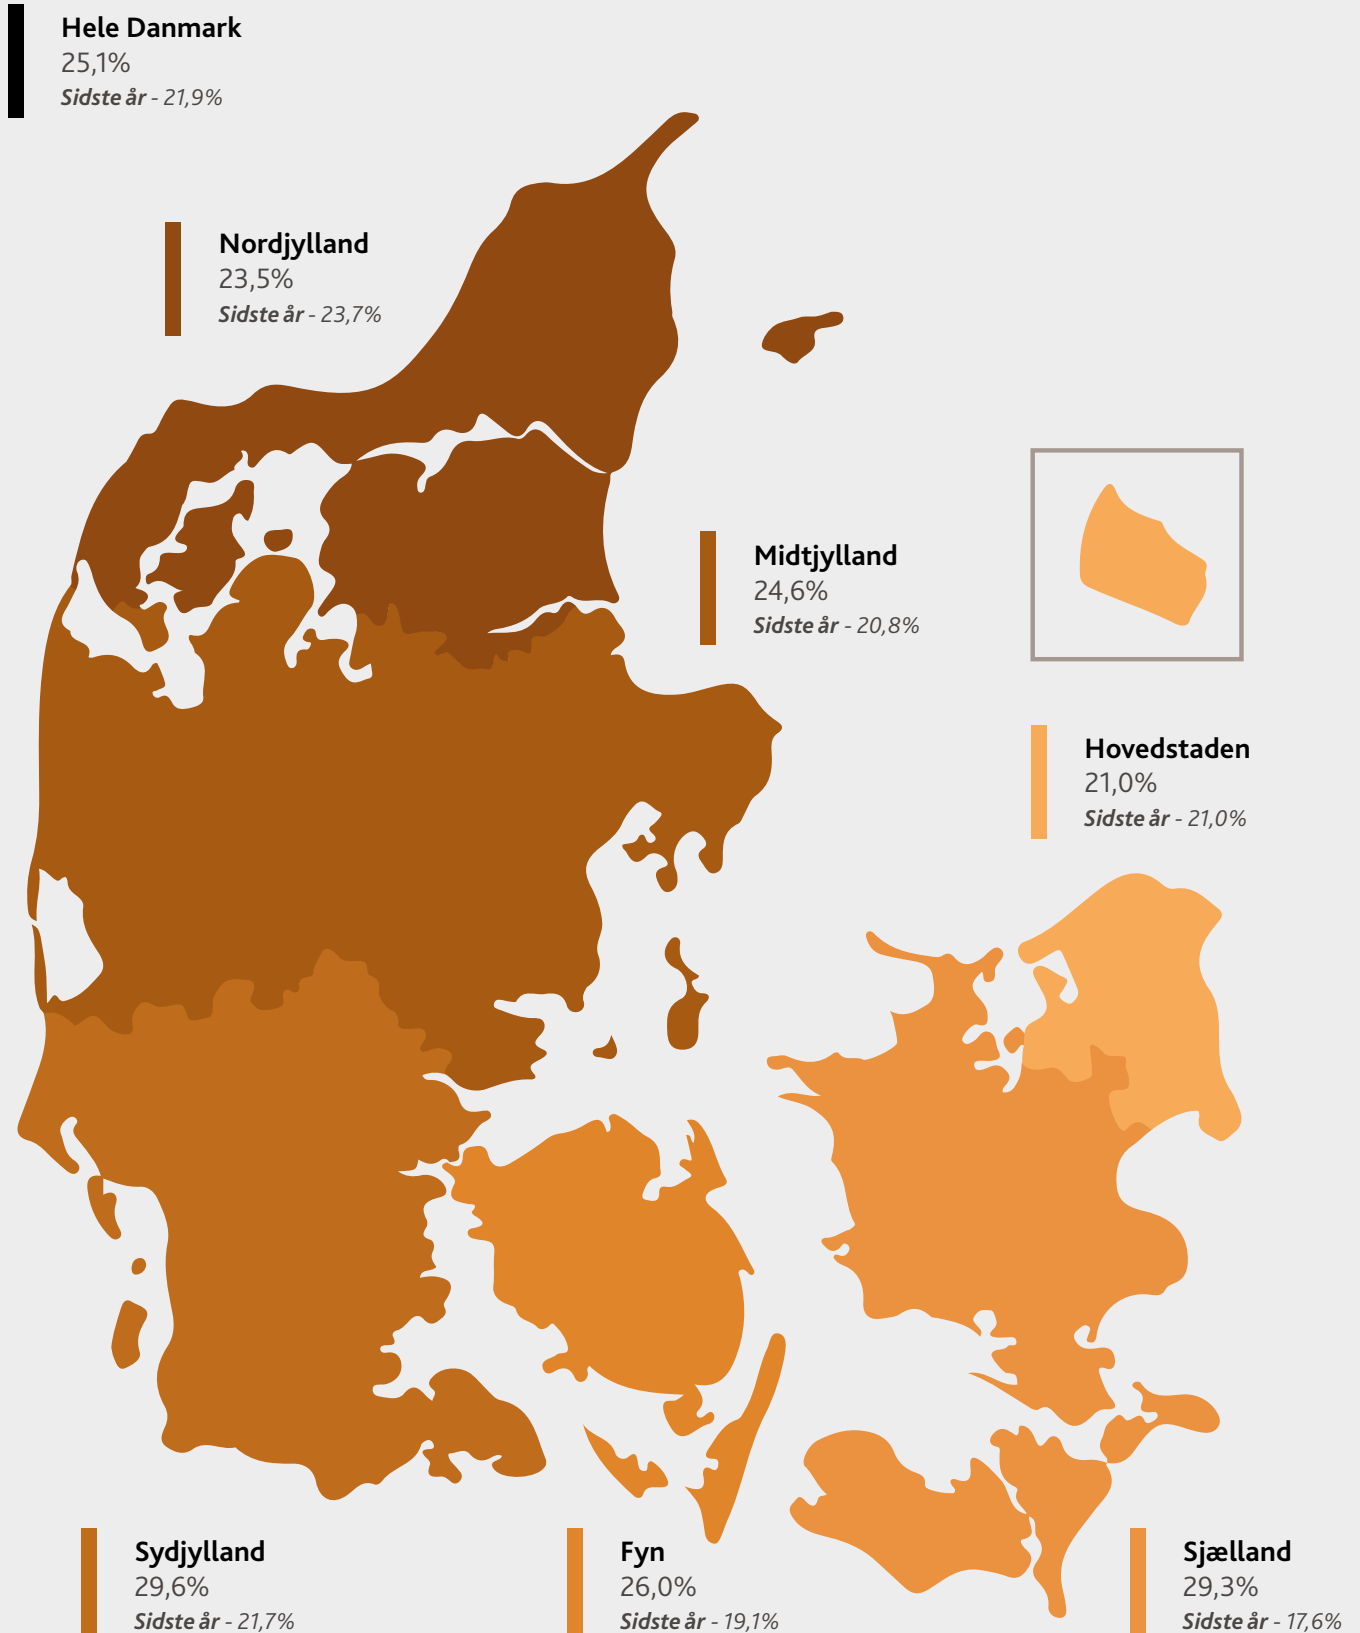 Hele Danmark
25,1%
Sidste år - 21,9%
Nordjylland
23,5%
Sidste år - 23,7%
Midtjylland
24,6%
Sidste år - 20,8%
Hovedstaden
21,0%
Sidste år - 21,0%
Sydjylland
29,6%
Sidste år - 21,7%
Fyn
26,0%
Sidste år - 19,1%
Sjælland
29,3%
Sidste år - 17,6%